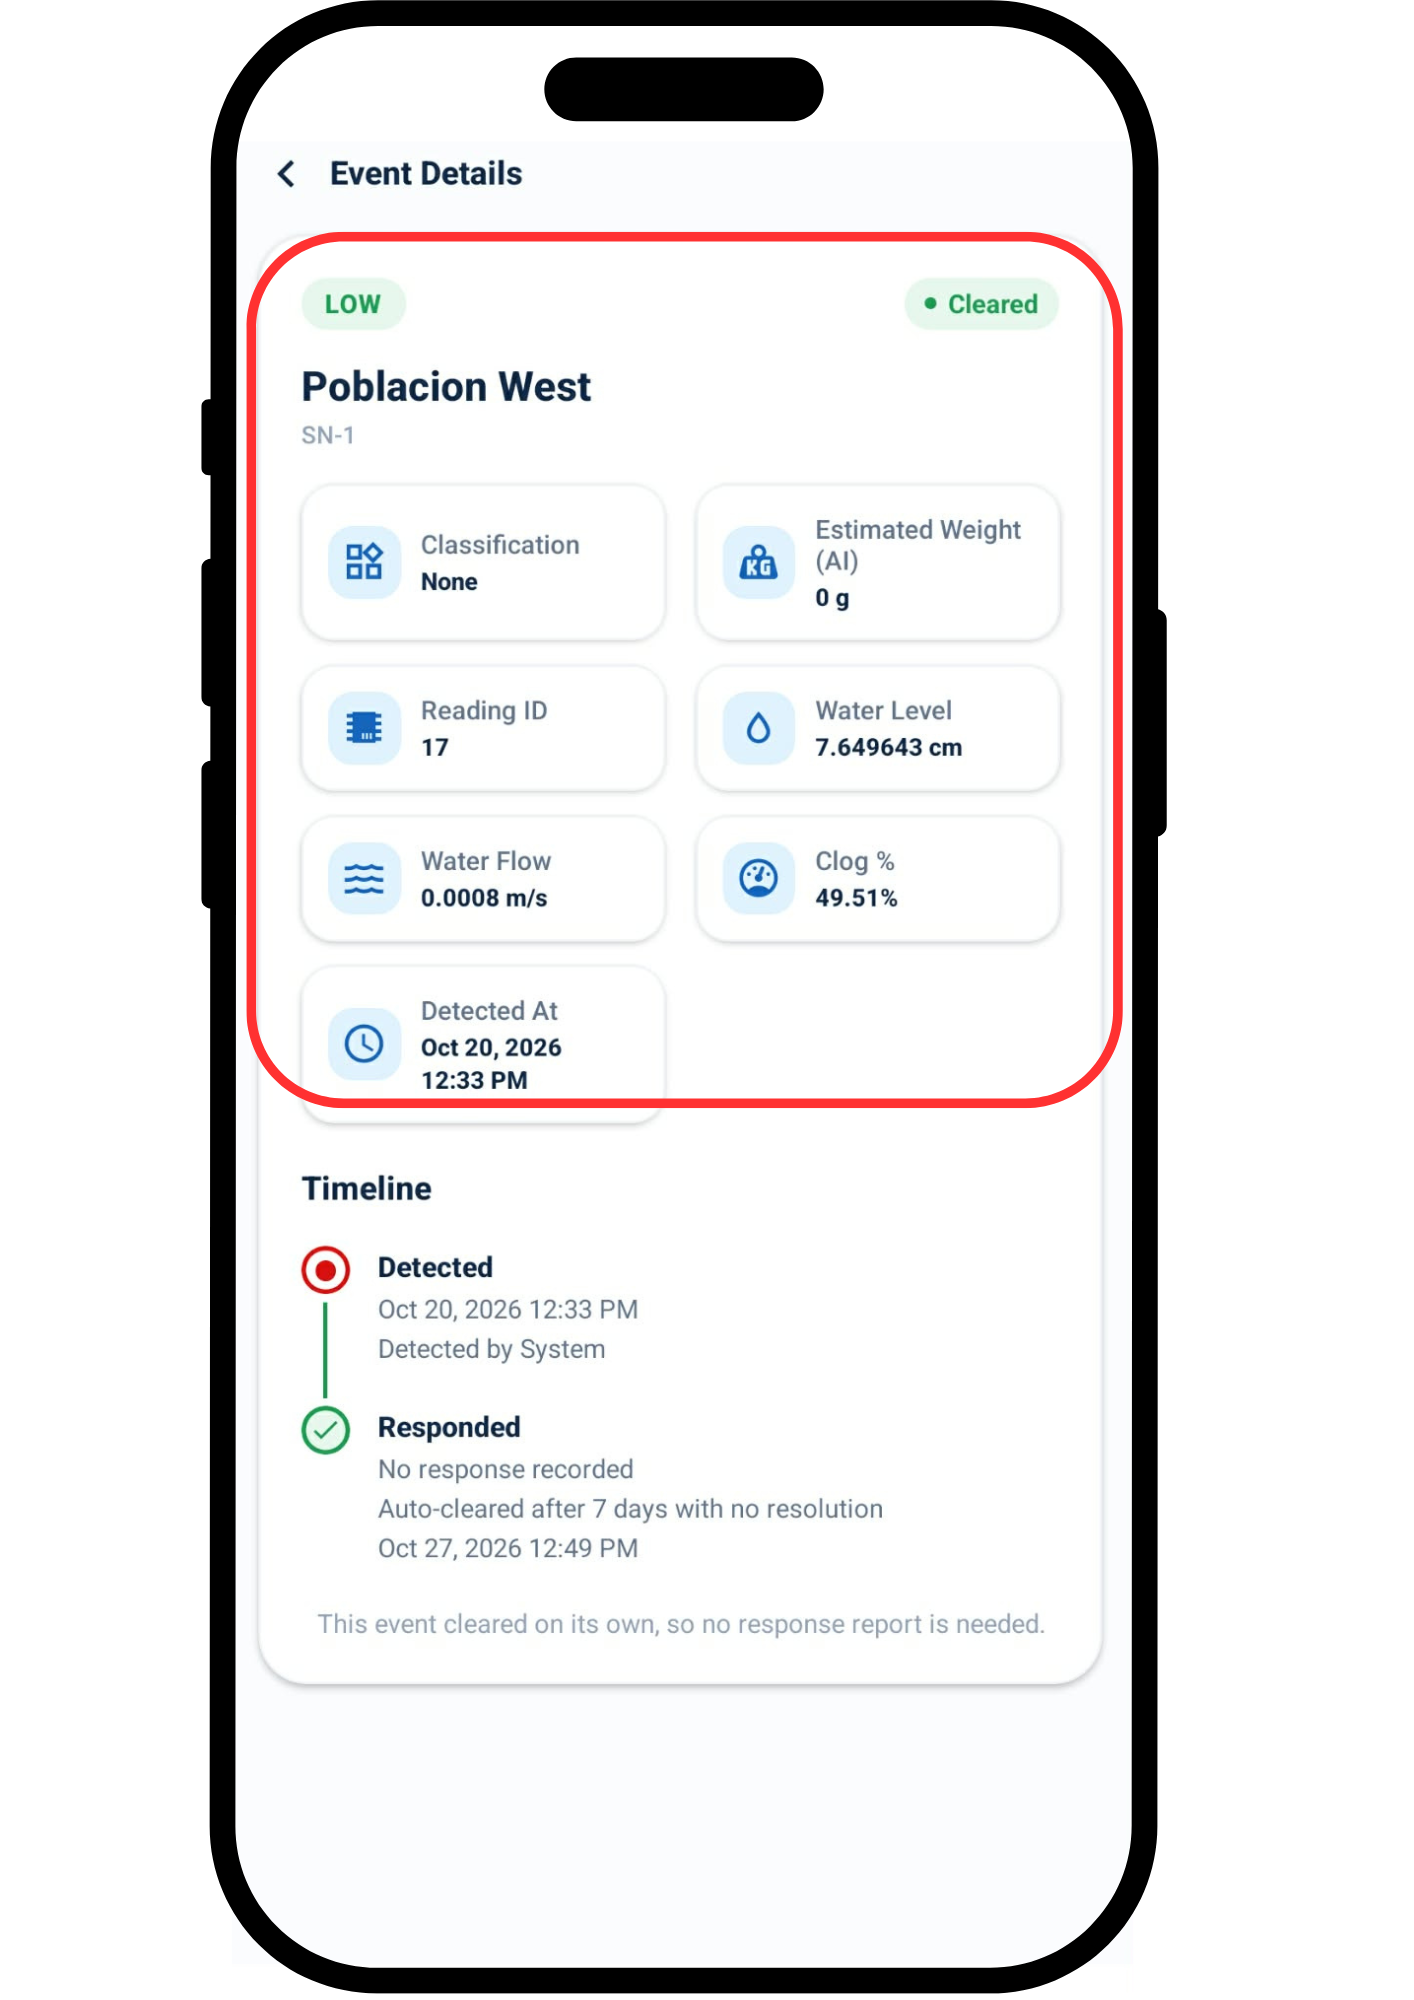 Event Details
LOW
Cleared
Poblacion West
SN-1
Classification
None
Estimated Weight
(AI)
0 g
KG
Reading ID
17
Water Level
7.649643 cm
Water Flow
0.0008 m/s
Clog %
49.51%
Detected At
Oct 20, 2026
12:33 PM
Timeline
Detected
Oct 20, 2026 12:33 PM
Detected by System
Responded
No response recorded
Auto-cleared after 7 days with no resolution
Oct 27, 2026 12:49 PM
This event cleared on its own, so no response report is needed.